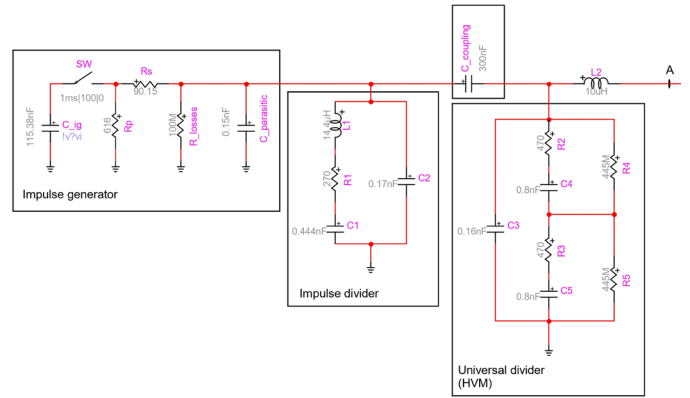 SW
1ms|100|0
Rs
90.15
115.38nF
C_ig
!v?vi
616
Rp
100M
R_losses
0.15nF
C_parasitic
Impulse generator
14.4uH
L1
270
R1
0.444nF
C1
0.17nF
C2
Impulse divider
C_coupling
300nF
L2
10uH
A
470
R2
0.8nF
C4
445M
R4
0.16nF
C3
470
R3
0.8nF
C5
445M
R5
Universal divider
(HVM)